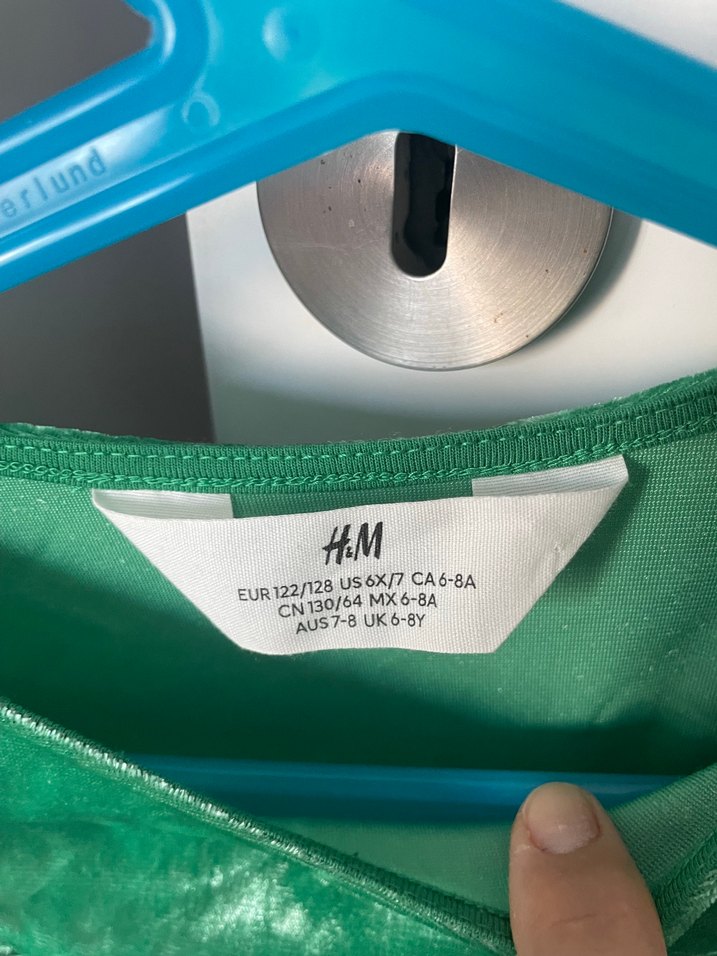 erlund
H&M
EUR 122/128 US 6X/7 CA 6-8A
CN 130/64 MX 6-8A
AUS 7-8 UK 6-8Y